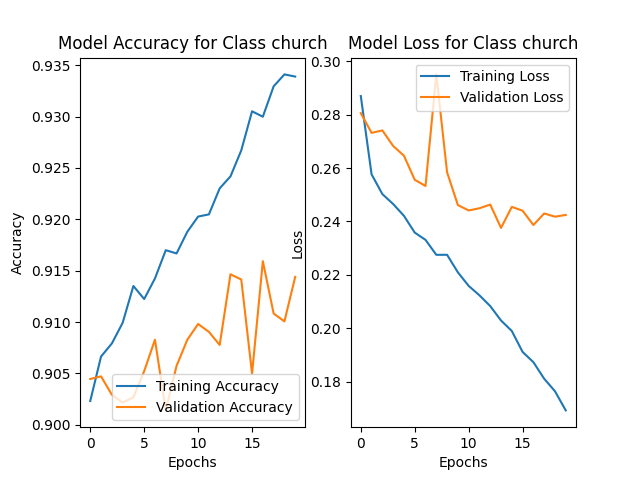 Model Accuracy for Class church
0.935
0.930
0.925
0.920
0.915
0.910
0.905
0.900
Accuracy
Training Accuracy
Validation Accuracy
0 5 10 15
Epochs
Model Loss for Class church
0.30
0.28
0.26
0.24
0.22
0.20
0.18
Loss
Training Loss
Validation Loss
0 5 10 15
Epochs